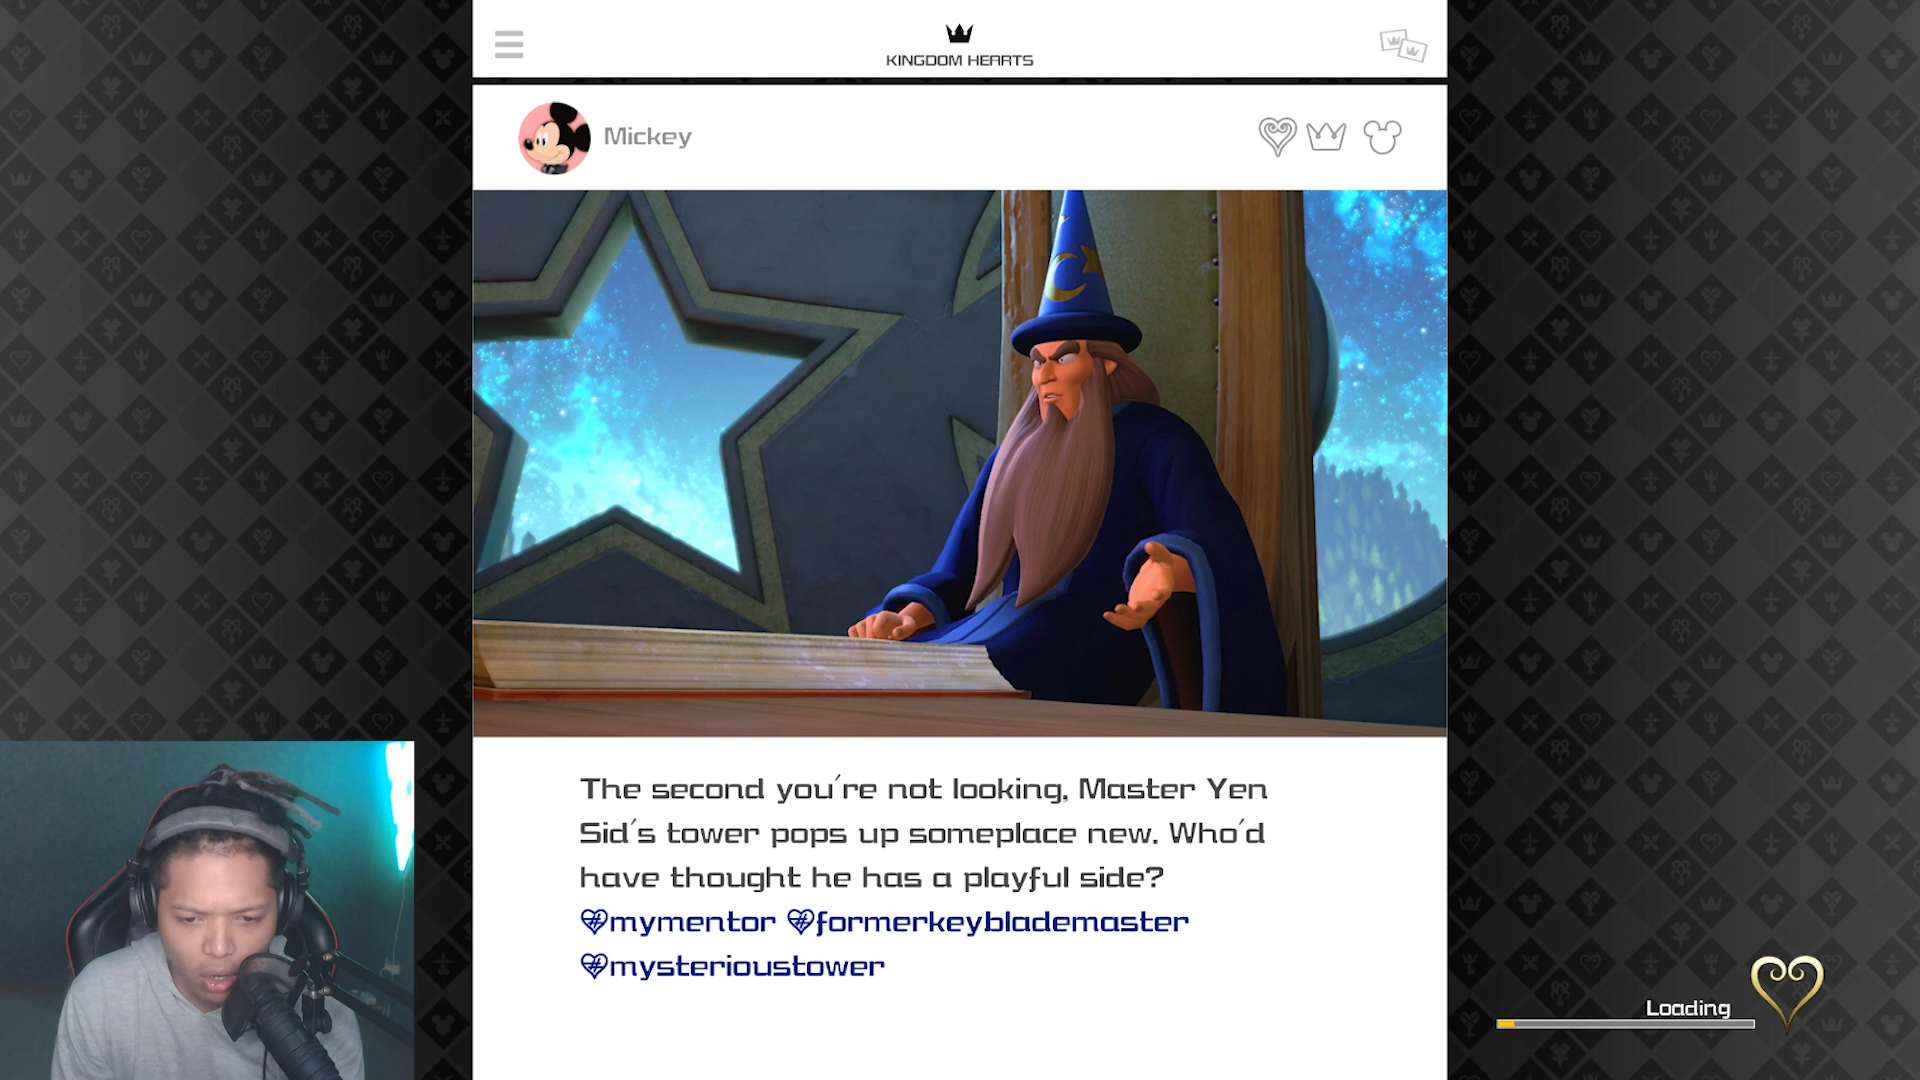 KINGDOM HEARTS
Mickey
The second you're not looking, Master Yen
Sid's tower pops up someplace new. Who'd
have thought he has a playful side?
#mymentor #formerkeyblademaster
#mysterioustower
Loading